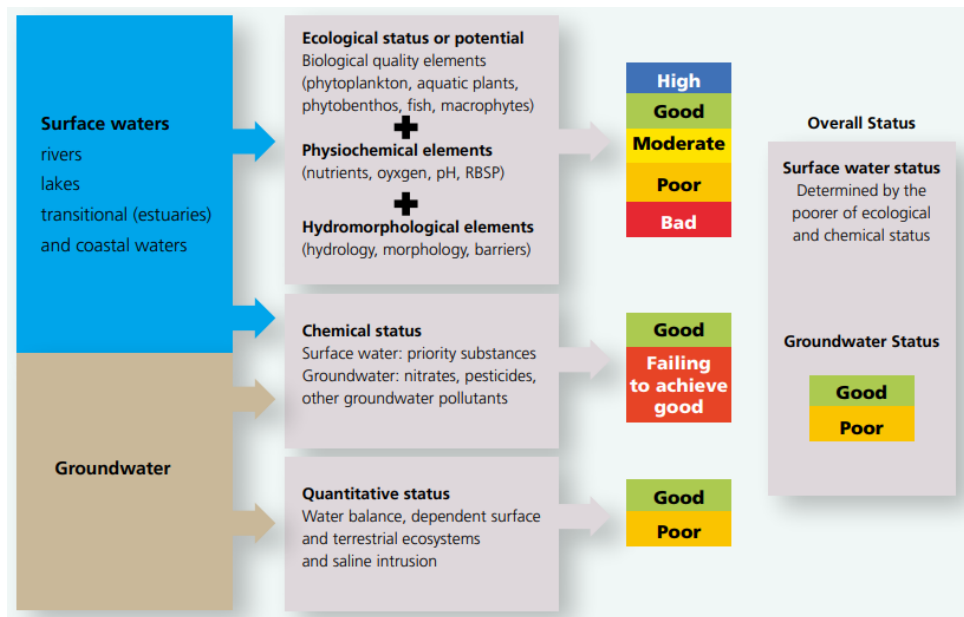 Surface waters
rivers
lakes
transitional (estuaries)
and coastal waters
Groundwater
Ecological status or potential
Biological quality elements
(phytoplankton, aquatic plants,
phytobenthos, fish, macrophytes)
+
Physiochemical elements
(nutrients, oyxgen, pH, RBSP)
+
Hydromorphological elements
(hydrology, morphology, barriers)
Chemical status
Surface water: priority substances
Groundwater: nitrates, pesticides,
other groundwater pollutants
Quantitative status
Water balance, dependent surface
and terrestrial ecosystems
and saline intrusion
High
Good
Moderate
Poor
Bad
Good
Failing
to achieve
good
Good
Poor
Overall Status
Surface water status
Determined by the
poorer of ecological
and chemical status
Groundwater Status
Good
Poor